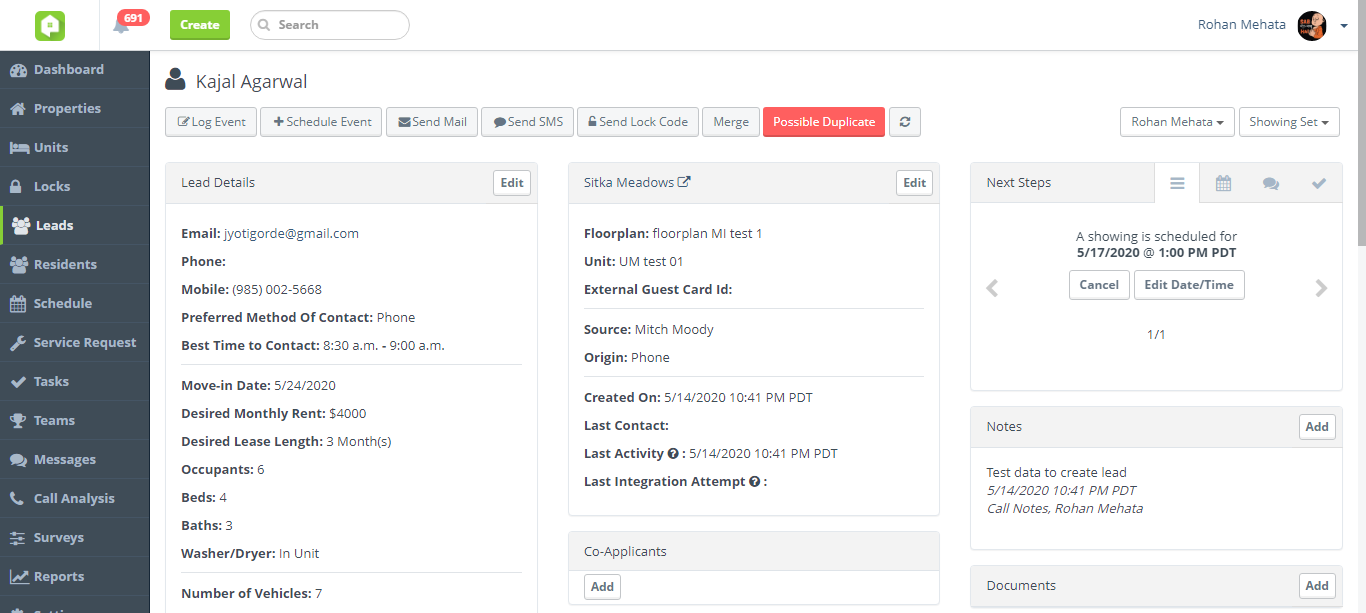 691
Create
Search
Rohan Mehata
Dashboard
Properties
Units
Locks
Leads
Residents
Schedule
Service Request
Tasks
Teams
Messages
Call Analysis
Surveys
Reports
Kajal Agarwal
Log Event
Schedule Event
Send Mail
Send SMS
Send Lock Code
Merge
Possible Duplicate
Rohan Mehata
Showing Set
Lead Details
Edit
Email: jyotigorde@gmail.com
Phone:
Mobile: (985) 002-5668
Preferred Method Of Contact: Phone
Best Time to Contact: 8:30 a.m. - 9:00 a.m.
Move-in Date: 5/24/2020
Desired Monthly Rent: $4000
Desired Lease Length: 3 Month(s)
Occupants: 6
Beds: 4
Baths: 3
Washer/Dryer: In Unit
Number of Vehicles: 7
Sitka Meadows
Edit
Floorplan: floorplan MI test 1
Unit: UM test 01
External Guest Card Id:
Source: Mitch Moody
Origin: Phone
Created On: 5/14/2020 10:41 PM PDT
Last Contact:
Last Activity ? : 5/14/2020 10:41 PM PDT
Last Integration Attempt ? :
Co-Applicants
Add
Next Steps
A showing is scheduled for
5/17/2020 @ 1:00 PM PDT
Cancel
Edit Date/Time
1/1
Notes
Add
Test data to create lead
5/14/2020 10:41 PM PDT
Call Notes, Rohan Mehata
Documents
Add